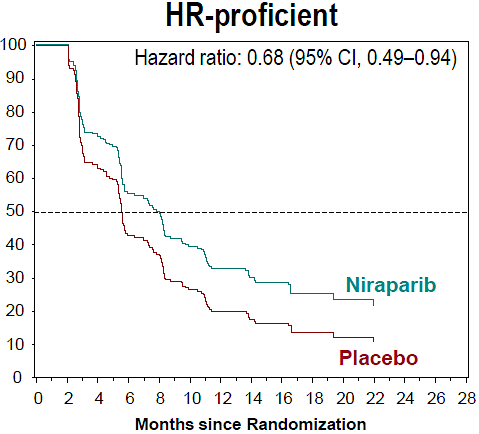 HR-proficient
Hazard ratio: 0.68 (95% CI, 0.49–0.94)
100
90
80
70
60
50
40
30
20
10
0
Niraparib
Placebo
0 2 4 6 8 10 12 14 16 18 20 22 24 26 28
Months since Randomization